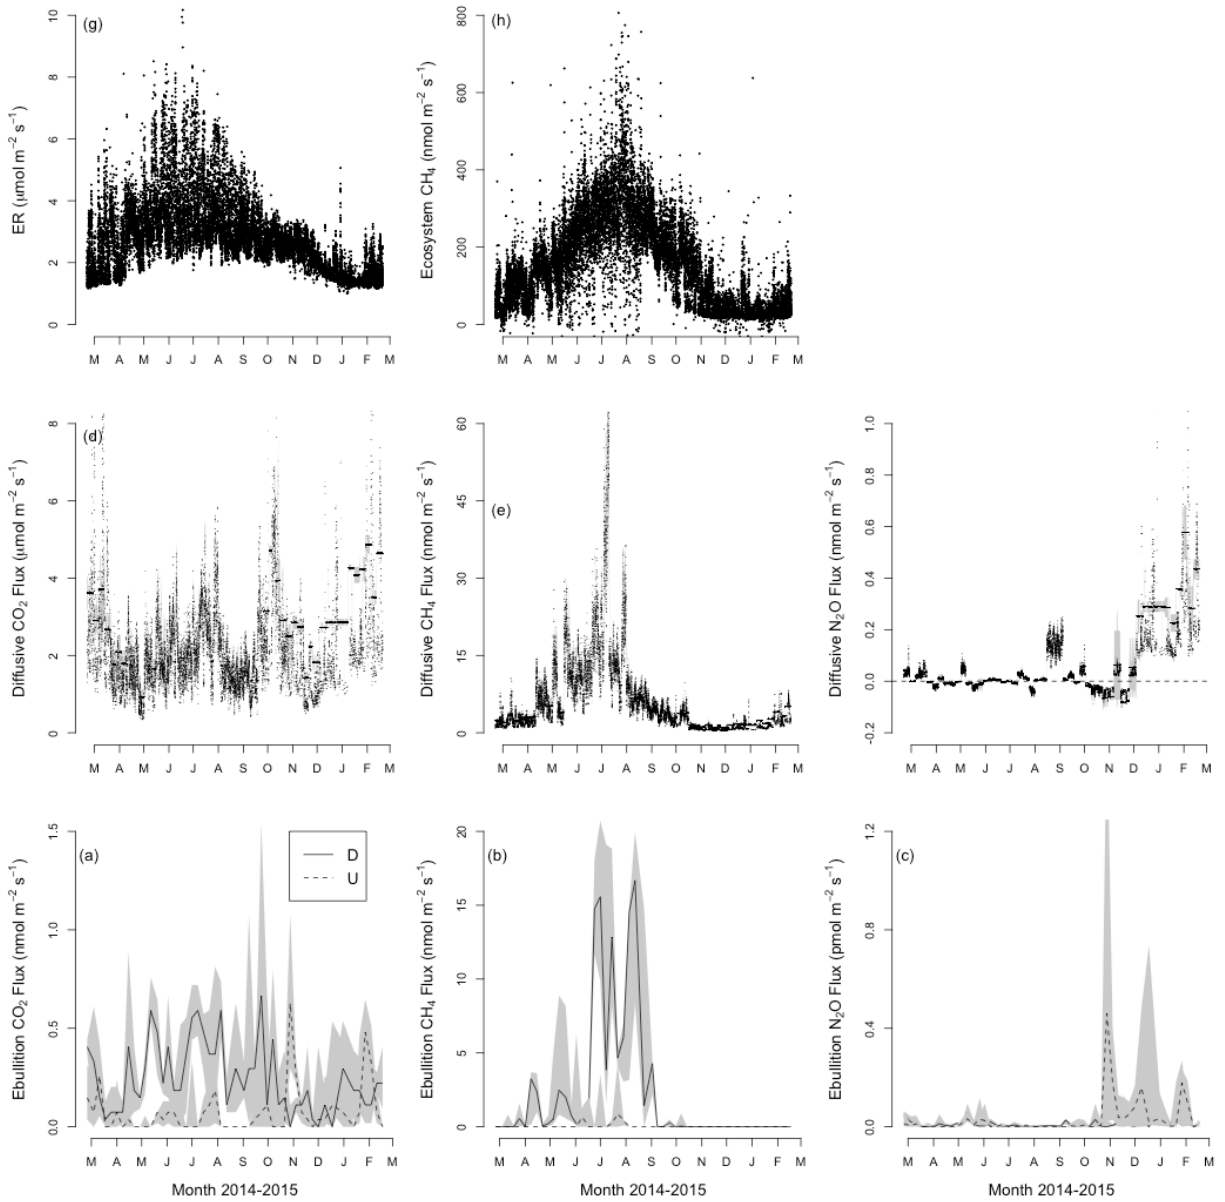 (g)
ER (μmol m−2 s−1)
0 2 4 6 8 10
M A M J J A S O N D J F M
(h)
Ecosystem CH4 (nmol m−2 s−1)
0 200 400 600 800
M A M J J A S O N D J F M
(d)
Diffusive CO2 Flux (μmol m−2 s−1)
0 2 4 6 8
M A M J J A S O N D J F M
(e)
Diffusive CH4 Flux (nmol m−2 s−1)
0 15 30 45 60
M A M J J A S O N D J F M
Diffusive N2O Flux (nmol m−2 s−1)
-0.2 0.0 0.2 0.4 0.6 0.8 1.0
M A M J J A S O N D J F M
(a)
Ebullition CO2 Flux (nmol m−2 s−1)
0.0 0.5 1.0 1.5
D
U
M A M J J A S O N D J F M
Month 2014-2015
(b)
Ebullition CH4 Flux (nmol m−2 s−1)
0 5 10 15 20
M A M J J A S O N D J F M
Month 2014-2015
(c)
Ebullition N2O Flux (pmol m−2 s−1)
0.0 0.4 0.8 1.2
M A M J J A S O N D J F M
Month 2014-2015